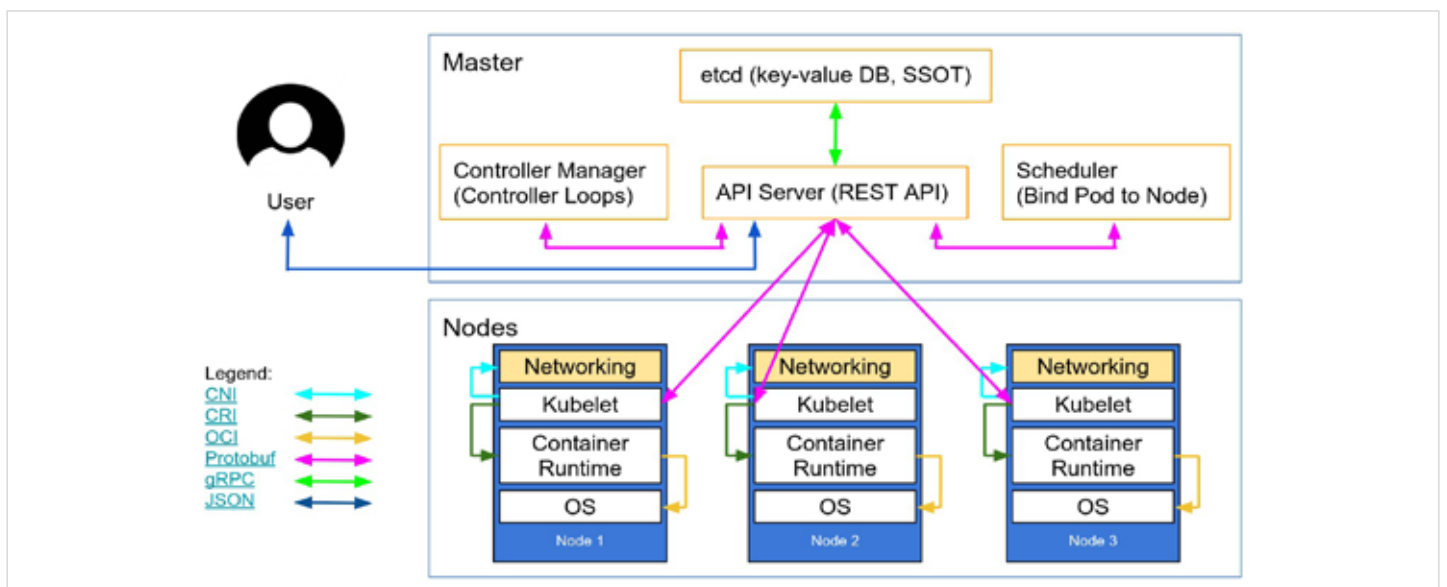 Master
etcd (key-value DB, SSOT)
User
Controller Manager
(Controller Loops)
API Server (REST API)
Scheduler
(Bind Pod to Node)
Nodes
Networking
Kubelet
Container
Runtime
OS
Node 1
Networking
Kubelet
Container
Runtime
OS
Node 2
Networking
Kubelet
Container
Runtime
OS
Node 3
Legend:
CNI
CRI
OCI
Protobuf
gRPC
JSON